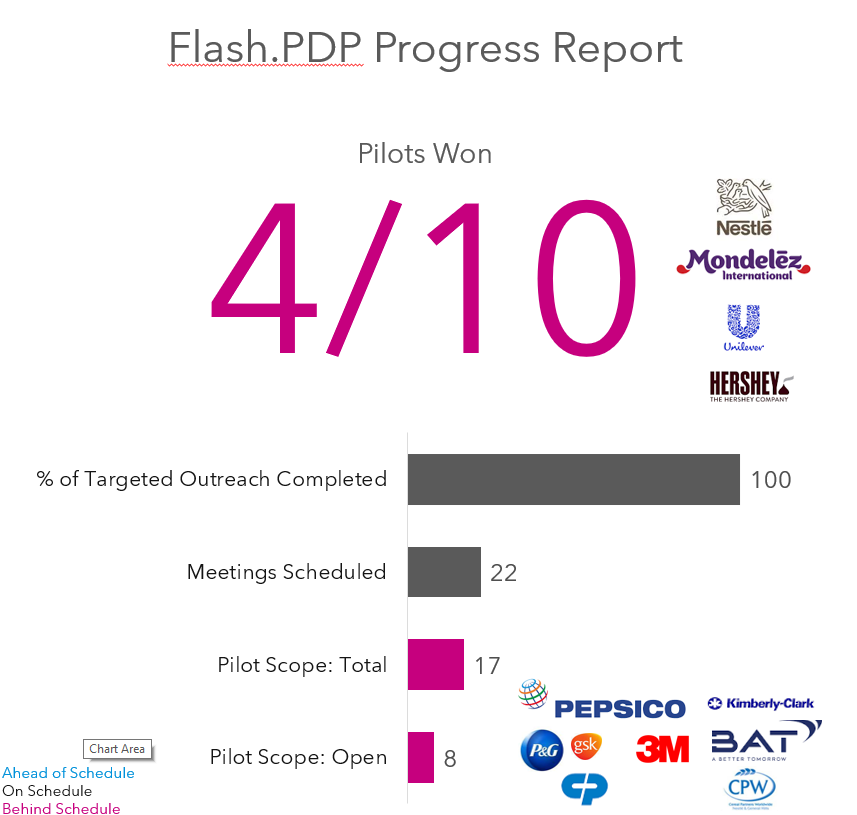 Flash.PDP Progress Report
Pilots Won
4/10
Nestlé
Mondelēz
International
Unilever
HERSHEY
THE HERSHEY COMPANY
% of Targeted Outreach Completed 100
Meetings Scheduled 22
Pilot Scope: Total 17
PEPSICO Kimberly-Clark
P&G gsk 3M BAT
A BETTER TOMORROW
Pilot Scope: Open 8
CPW
Chart Area
Ahead of Schedule
On Schedule
Behind Schedule